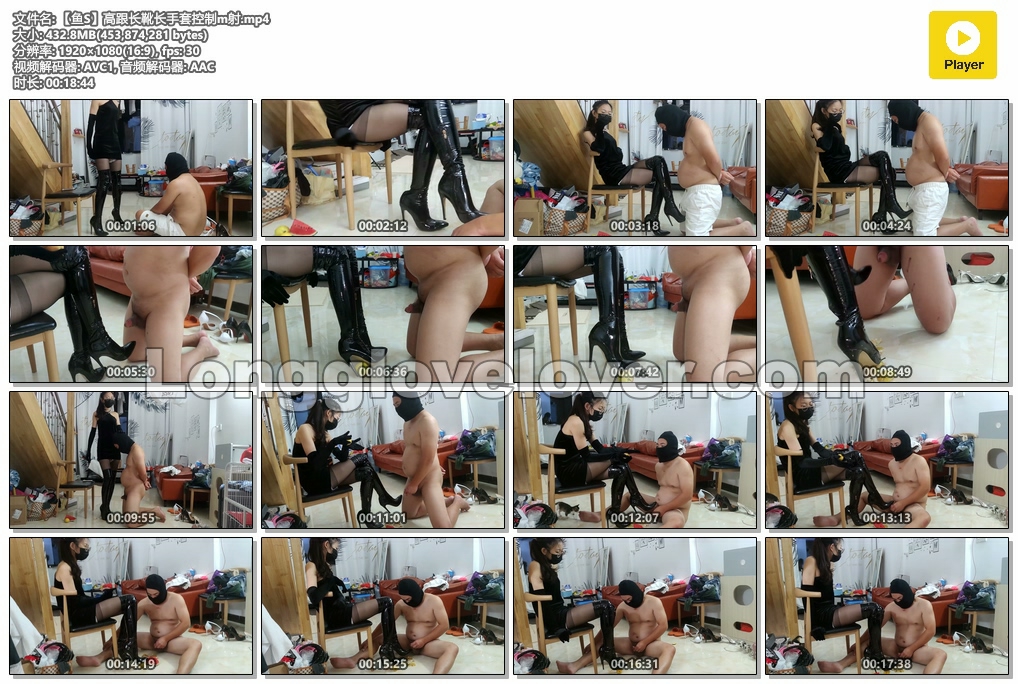 文件名: 【鱼S】高跟长靴长手套控制m射.mp4
大小: 432.8MB(453,874,281 bytes)
分辨率: 1920×1080(16:9), fps: 30
视频解码器: AVC1, 音频解码器: AAC
时长: 00:18:44
Player
00:01:06
00:02:12
00:03:18
00:04:24
00:05:30
00:06:36
00:07:42
00:08:49
Longglovelover.com
00:09:55
00:11:01
00:12:07
00:13:13
00:14:19
00:15:25
00:16:31
00:17:38